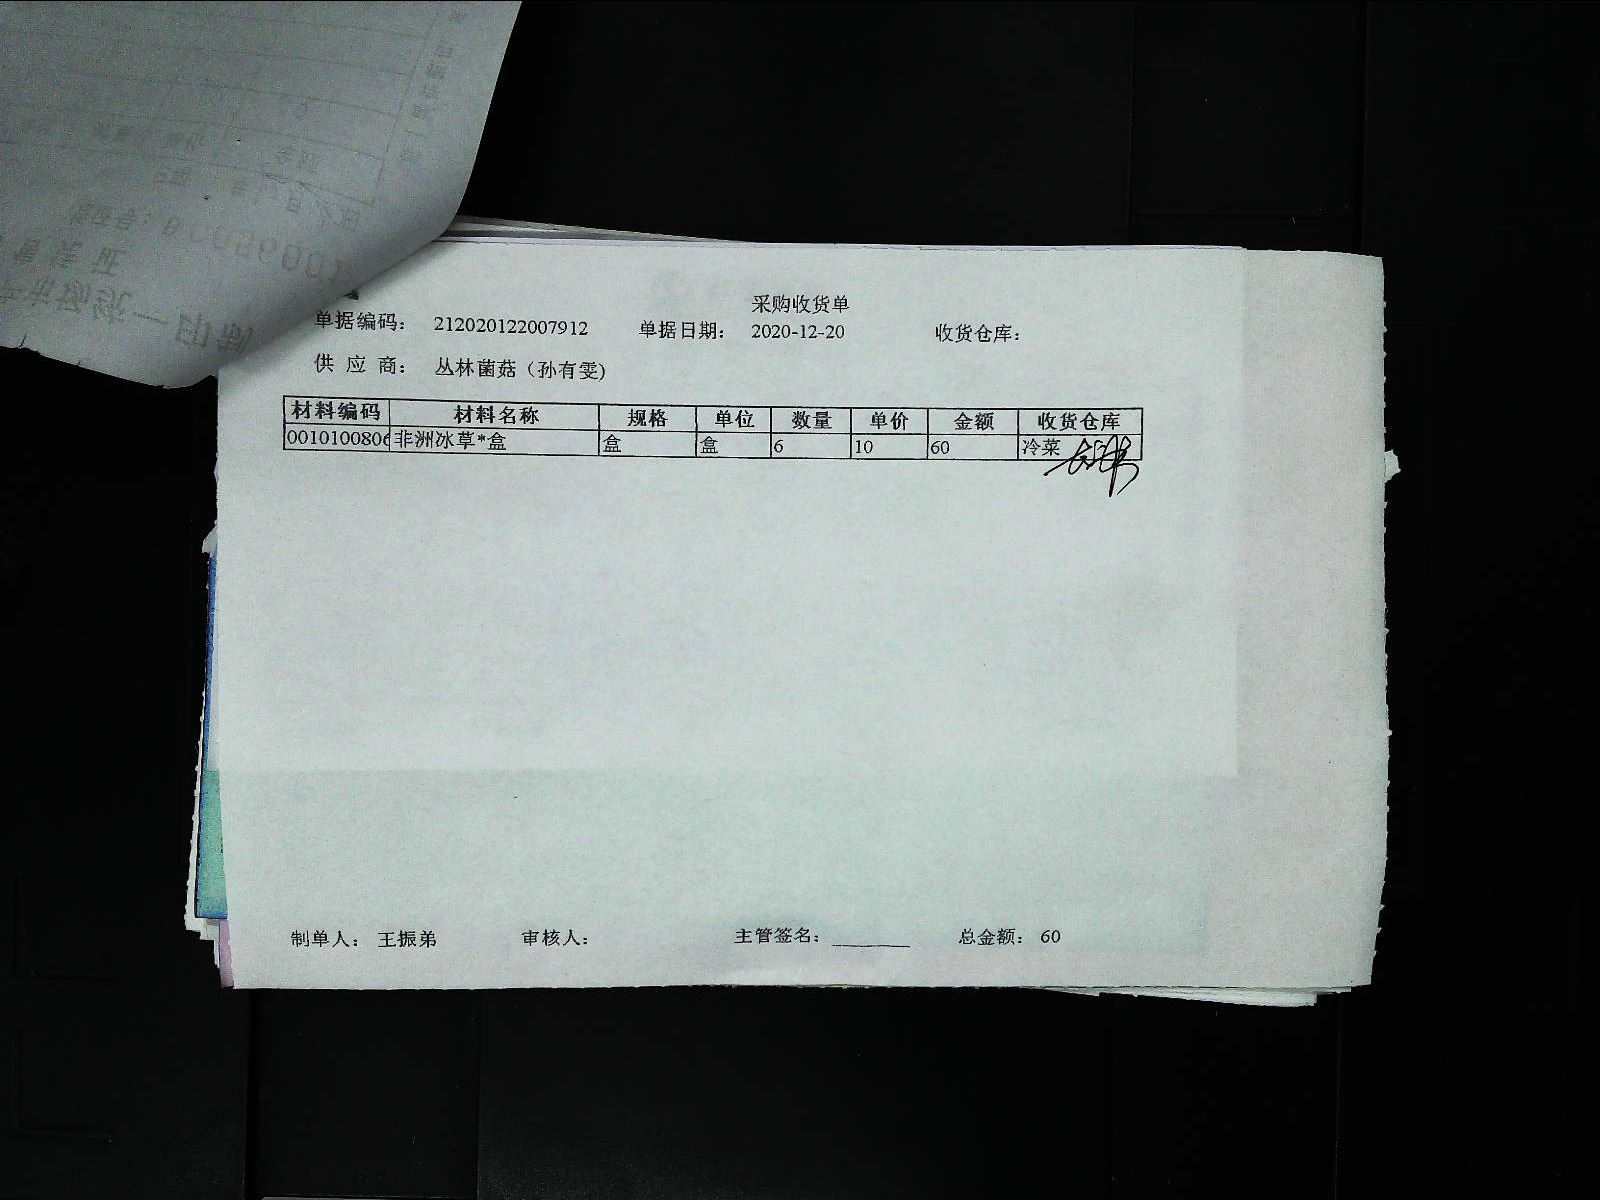 采购收货单
单据编码： 212020122007912 单据日期： 2020-12-20 收货仓库：
供 应 商： 丛林菌菇（孙有雯）
材料编码 材料名称 规格 单位 数量 单价 金额 收货仓库
0010100806 非洲冰草*盒 盒 盒 6 10 60 冷菜
制单人： 王振弟 审核人： 主管签名：________ 总金额： 60